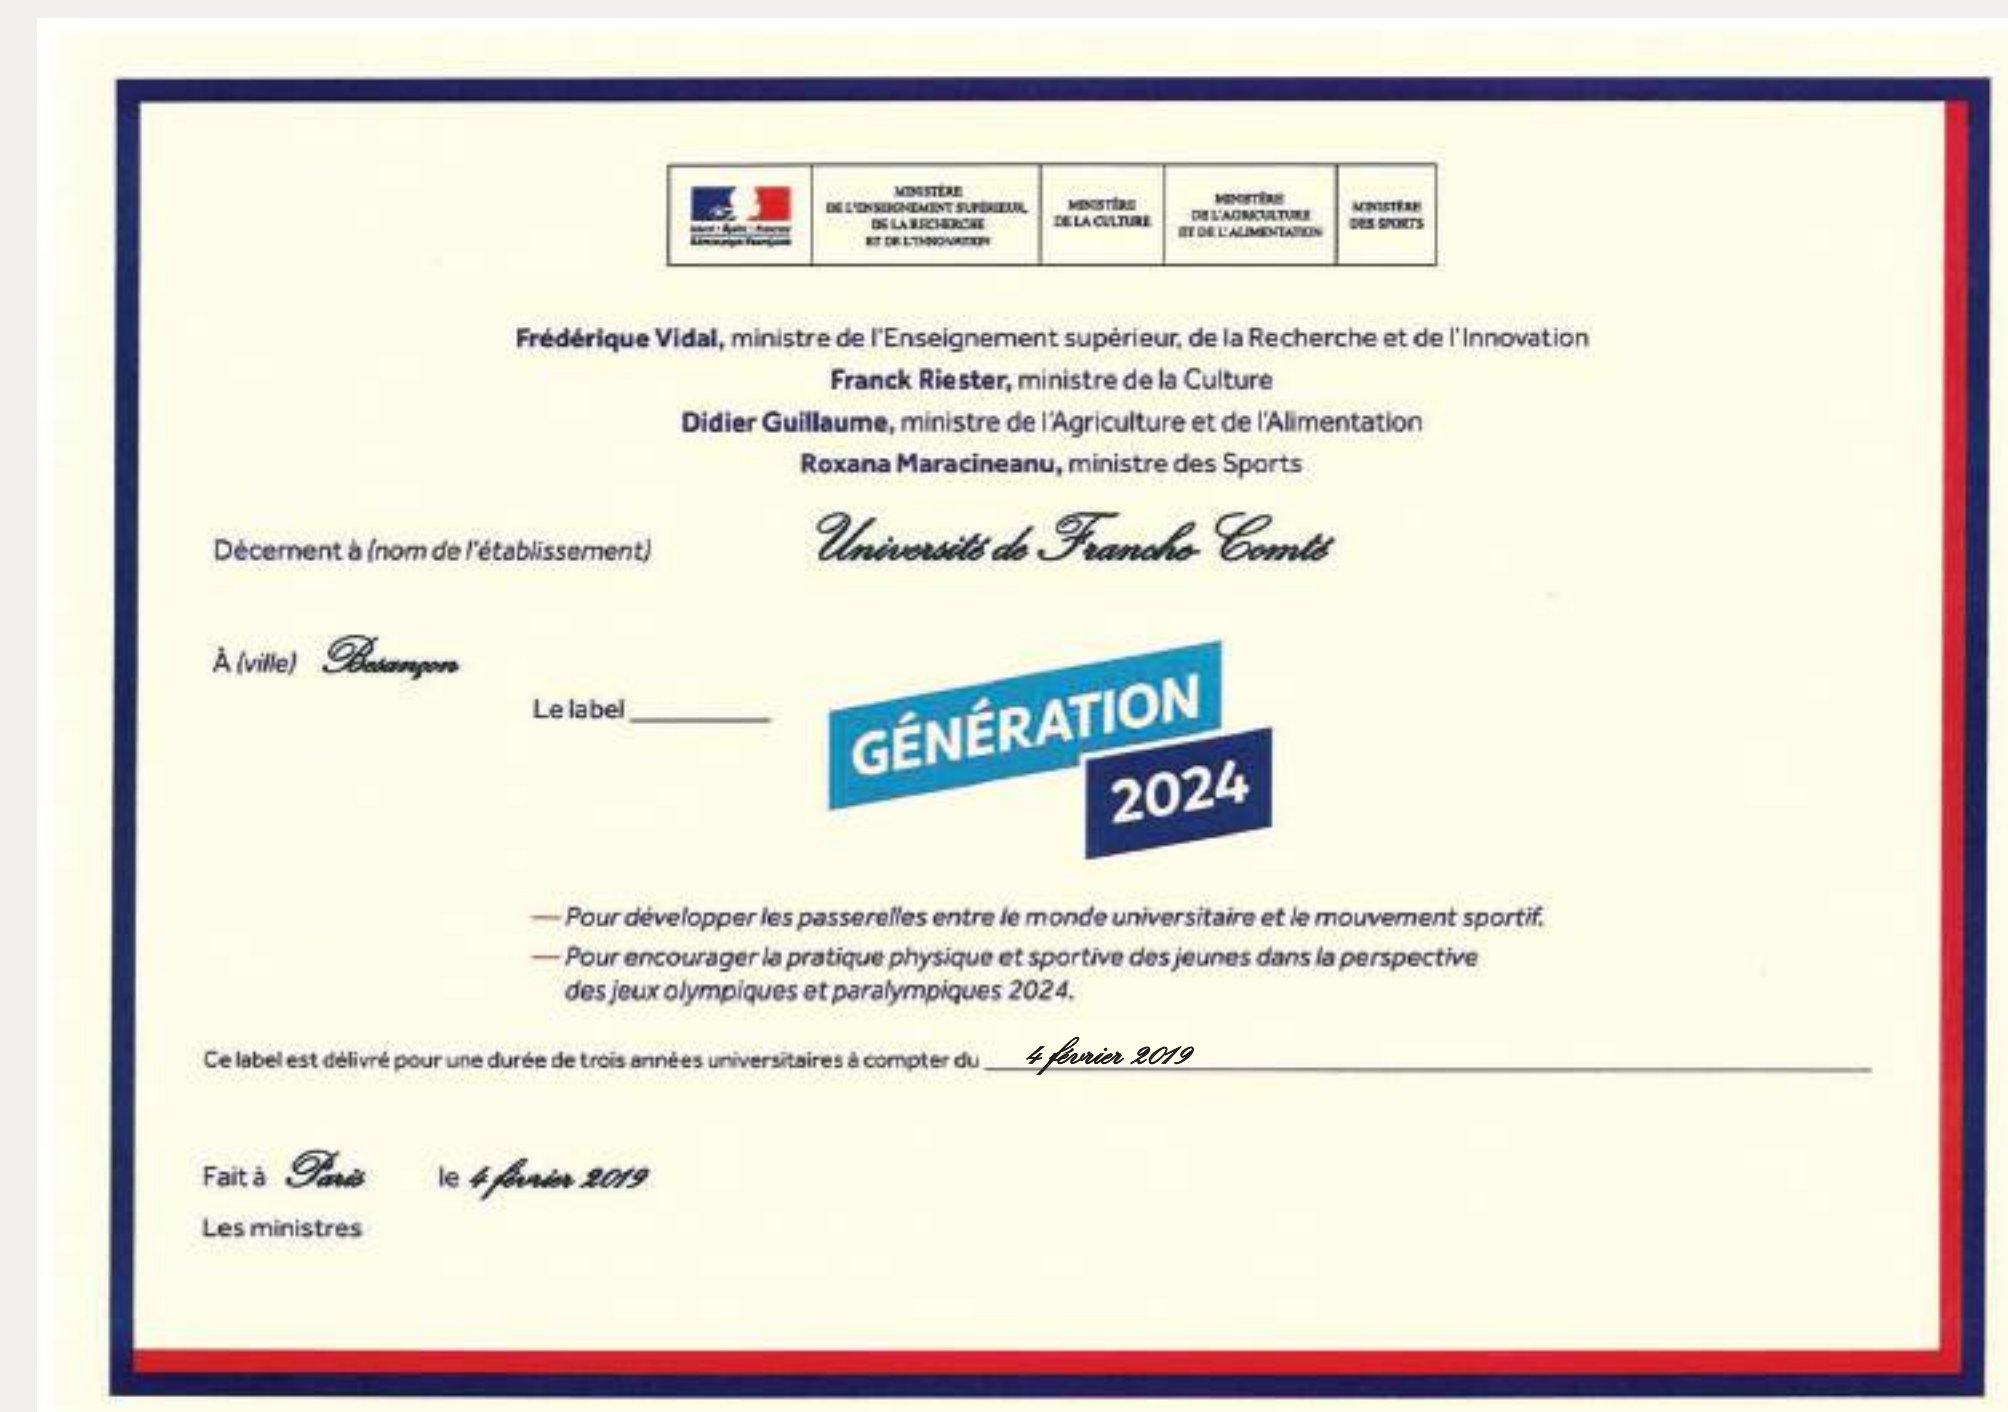 MINISTÈRE
DE L'ENSEIGNEMENT SUPÉRIEUR,
DE LA RECHERCHE
ET DE L'INNOVATION
MINISTÈRE
DE LA CULTURE
MINISTÈRE
DE L'AGRICULTURE
ET DE L'ALIMENTATION
MINISTÈRE
DES SPORTS
Liberté • Égalité • Fraternité
République Française
Frédérique Vidal, ministre de l'Enseignement supérieur, de la Recherche et de l'Innovation
Franck Riester, ministre de la Culture
Didier Guillaume, ministre de l'Agriculture et de l'Alimentation
Roxana Maracineanu, ministre des Sports
Décernent à (nom de l'établissement) Université de Franche Comté
À (ville) Besançon
Le label
GÉNÉRATION
2024
— Pour développer les passerelles entre le monde universitaire et le mouvement sportif.
— Pour encourager la pratique physique et sportive des jeunes dans la perspective
des jeux olympiques et paralympiques 2024.
Ce label est délivré pour une durée de trois années universitaires à compter du 4 février 2019
Fait à Paris le 4 février 2019
Les ministres